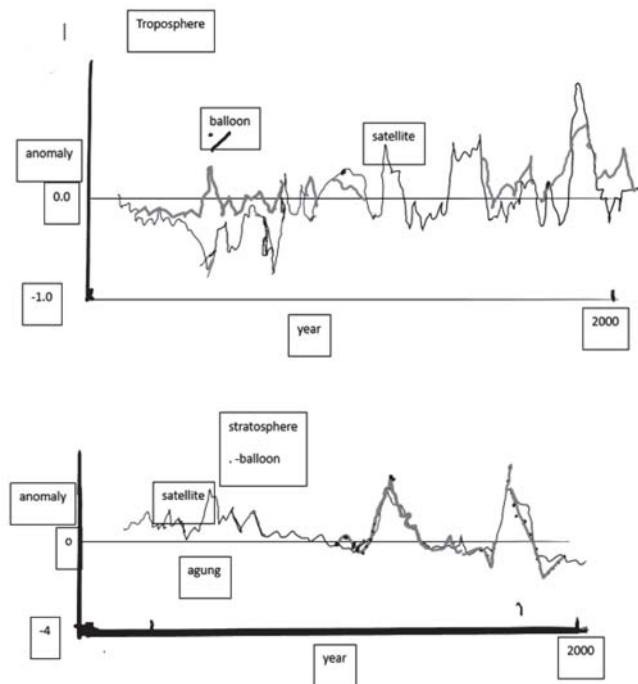 Troposphere
balloon
satellite
anomaly
0.0
-1.0
year
2000
stratosphere
.-balloon
anomaly
satellite
o
agung
-4
year
2000